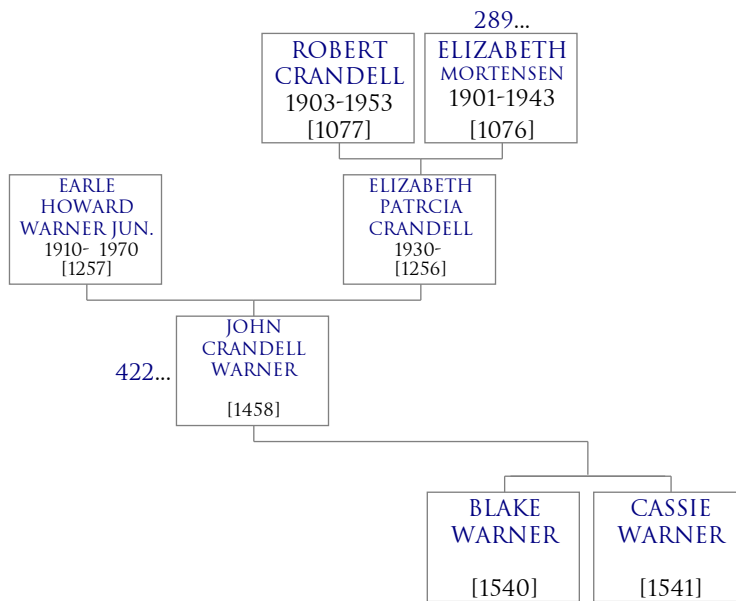 289...
ROBERT
CRANDELL
1903-1953
[1077]
ELIZABETH
MORTENSEN
1901-1943
[1076]
EARLE
HOWARD
WARNER JUN.
1910- 1970
[1257]
ELIZABETH
PATRCIA
CRANDELL
1930-
[1256]
422...
JOHN
CRANDELL
WARNER
[1458]
BLAKE
WARNER
[1540]
CASSIE
WARNER
[1541]